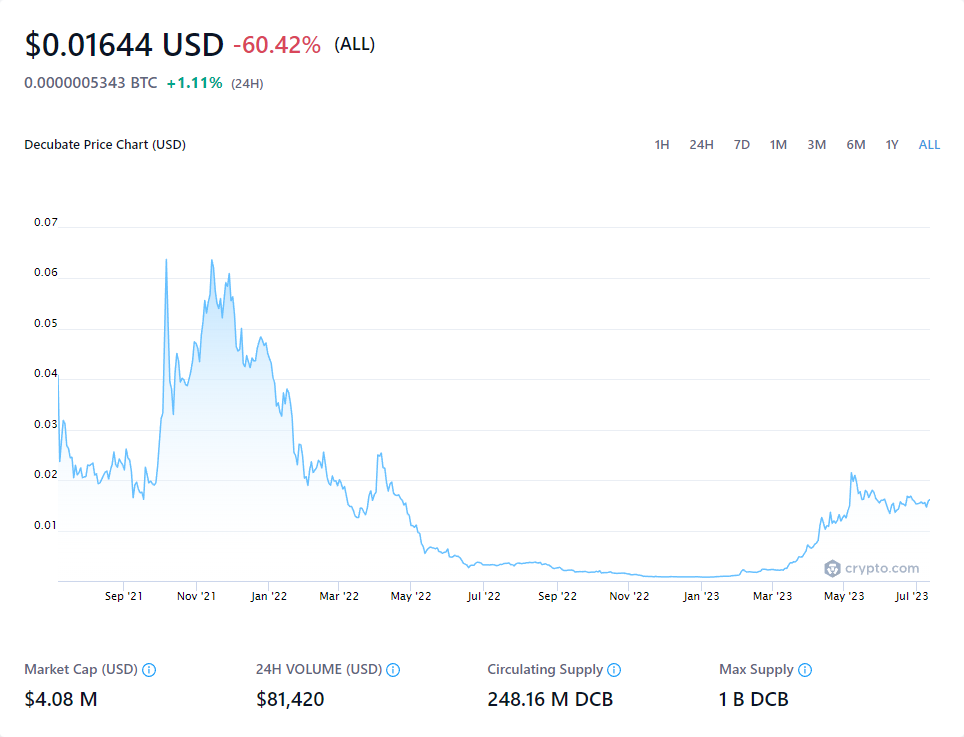 $0.01644 USD -60.42% (ALL)
0.0000005343 BTC +1.11% (24H)
Decubate Price Chart (USD) 1H 24H 7D 1M 3M 6M 1Y ALL
0.07
0.06
0.05
0.04
0.03
0.02
0.01
crypto.com
Sep '21 Nov '21 Jan '22 Mar '22 May '22 Jul '22 Sep '22 Nov '22 Jan '23 Mar '23 May '23 Jul '23
Market Cap (USD) 24H VOLUME (USD) Circulating Supply Max Supply
$4.08 M $81,420 248.16 M DCB 1 B DCB